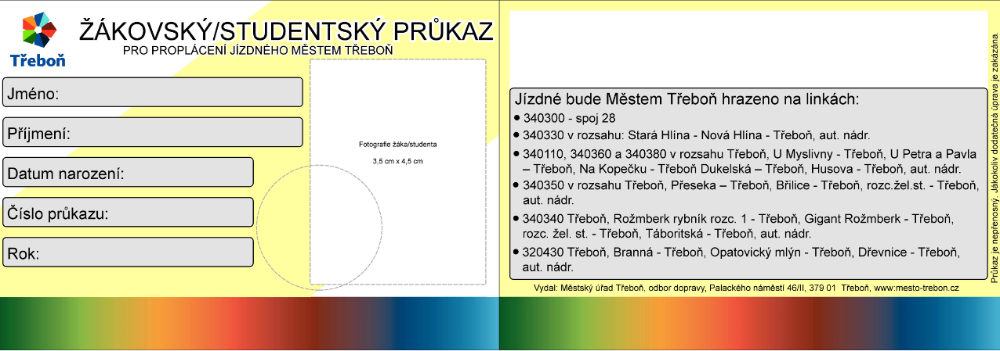 Třeboň
ŽÁKOVSKÝ/STUDENTSKÝ PRŮKAZ
PRO PROPLÁCENÍ JÍZDNÉHO MĚSTEM TŘEBOŇ
Jméno:
Příjmení:
Datum narození:
Číslo průkazu:
Rok:
Fotografie žáka/studenta
3,5 cm x 4,5 cm
Jízdné bude Městem Třeboň hrazeno na linkách:
• 340300 - spoj 28
• 340330 v rozsahu: Stará Hlína - Nová Hlína - Třeboň, aut. nádr.
• 340110, 340360 a 340380 v rozsahu Třeboň, U Myslivny - Třeboň, U Petra a Pavla
– Třeboň, Na Kopečku - Třeboň Dukelská – Třeboň, Husova - Třeboň, aut. nádr.
• 340350 v rozsahu Třeboň, Přeseka – Třeboň, Břilice - Třeboň, rozc.žel.st. - Třeboň,
aut. nádr.
• 340340 Třeboň, Rožmberk rybník rozc. 1 - Třeboň, Gigant Rožmberk - Třeboň,
rozc. žel. st. - Třeboň, Táboritská - Třeboň, aut. nádr.
• 320430 Třeboň, Branná - Třeboň, Opatovický mlýn - Třeboň, Dřevnice - Třeboň,
aut. nádr.
Vydal: Městský úřad Třeboň, odbor dopravy, Palackého náměstí 46/II, 379 01 Třeboň, www:mesto-trebon.cz
Průkaz je nepřenosný. Jákokoliv dodatečná úprava je zakázána.